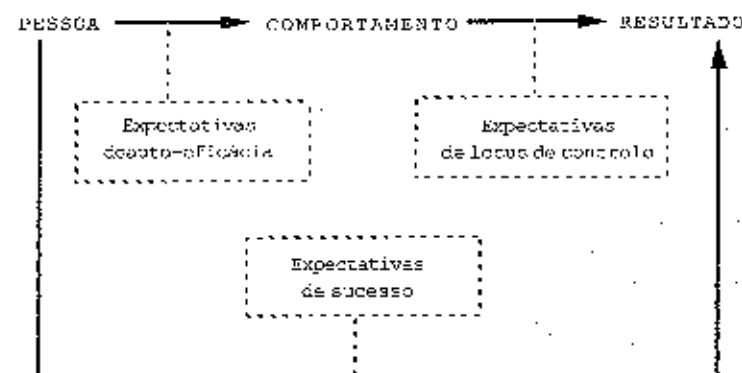 PESSOA COMPORTAMENTO RESULTADO
Expectativas
de auto-eficácia
Expectativas
de locus de controlo
Expectativas
de sucesso